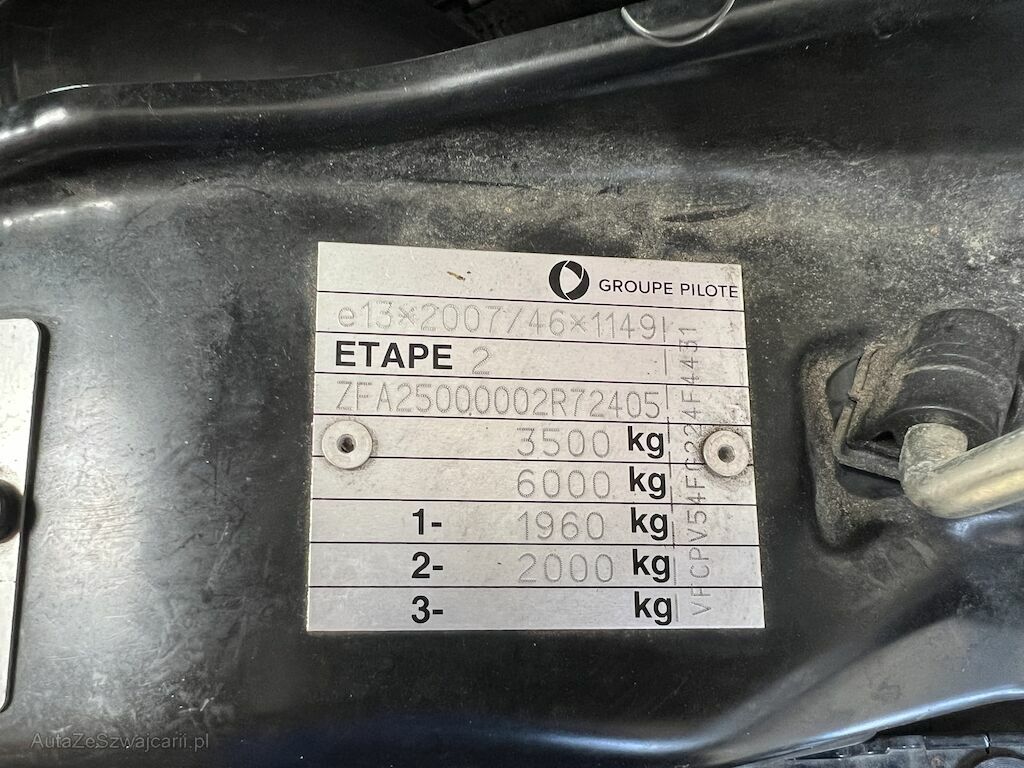 GROUPE PILOTE
e13*2007/46*1149
ETAPE 2
ZFA25000002R72405
3500 kg
6000 kg
1- 1960 kg
2- 2000 kg
3- kg
AutaZeSzwajcarii.pl